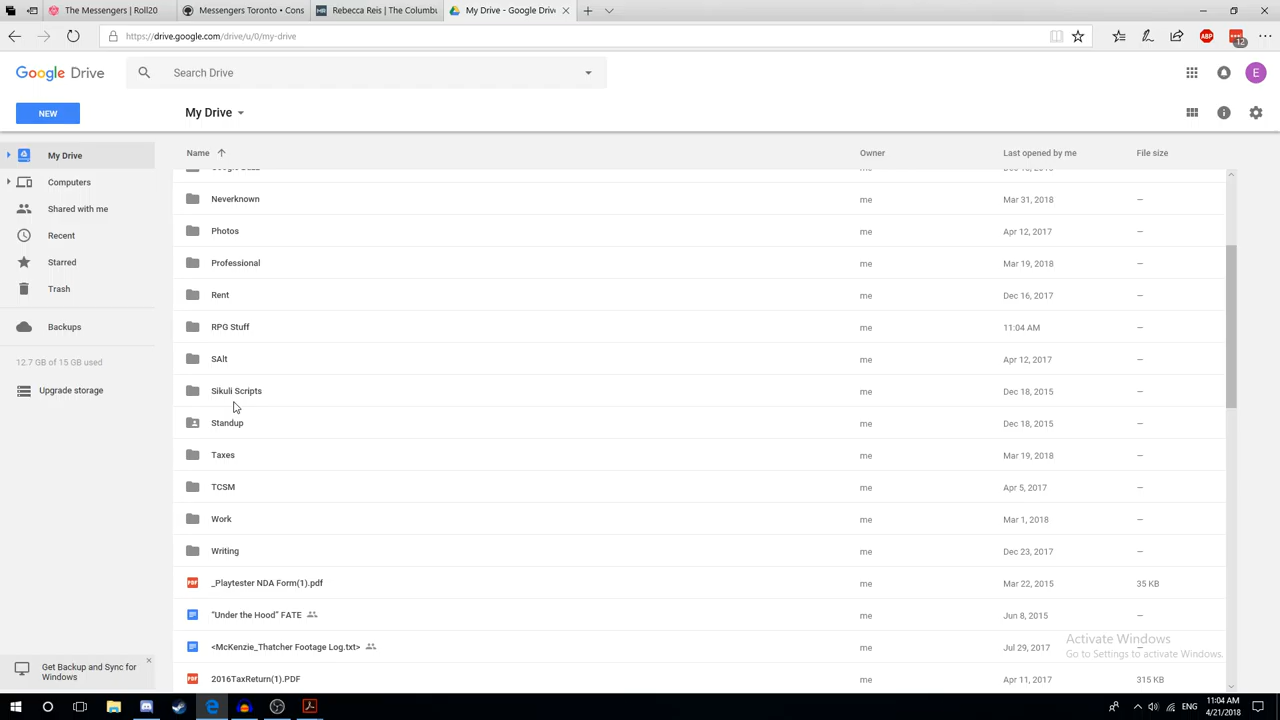 The Messengers | Roll20
Messengers Toronto • Cons
Rebecca Reis | The Columbu
My Drive - Google Drive
https://drive.google.com/drive/u/0/my-drive
ABP
12
Google Drive
Search Drive
E
NEW
My Drive
My Drive
Computers
Shared with me
Recent
Starred
Trash
Backups
12.7 GB of 15 GB used
Upgrade storage
Get Backup and Sync for
Windows
Name Owner Last opened by me File size
Neverknown me Mar 31, 2018 –
Photos me Apr 12, 2017 –
Professional me Mar 19, 2018 –
Rent me Dec 16, 2017 –
RPG Stuff me 11:04 AM –
SAlt me Apr 12, 2017 –
Sikuli Scripts me Dec 18, 2015 –
Standup me Dec 18, 2015 –
Taxes me Mar 19, 2018 –
TCSM me Apr 5, 2017 –
Work me Mar 1, 2018 –
Writing me Dec 23, 2017 –
PDF _Playtester NDA Form(1).pdf me Mar 22, 2015 35 KB
"Under the Hood" FATE me Jun 8, 2015 –
<McKenzie_Thatcher Footage Log.txt> me Jul 29, 2017 –
PDF 2016TaxReturn(1).PDF me Apr 11, 2017 315 KB
Activate Windows
Go to Settings to activate Windows.
ENG
11:04 AM
4/21/2018